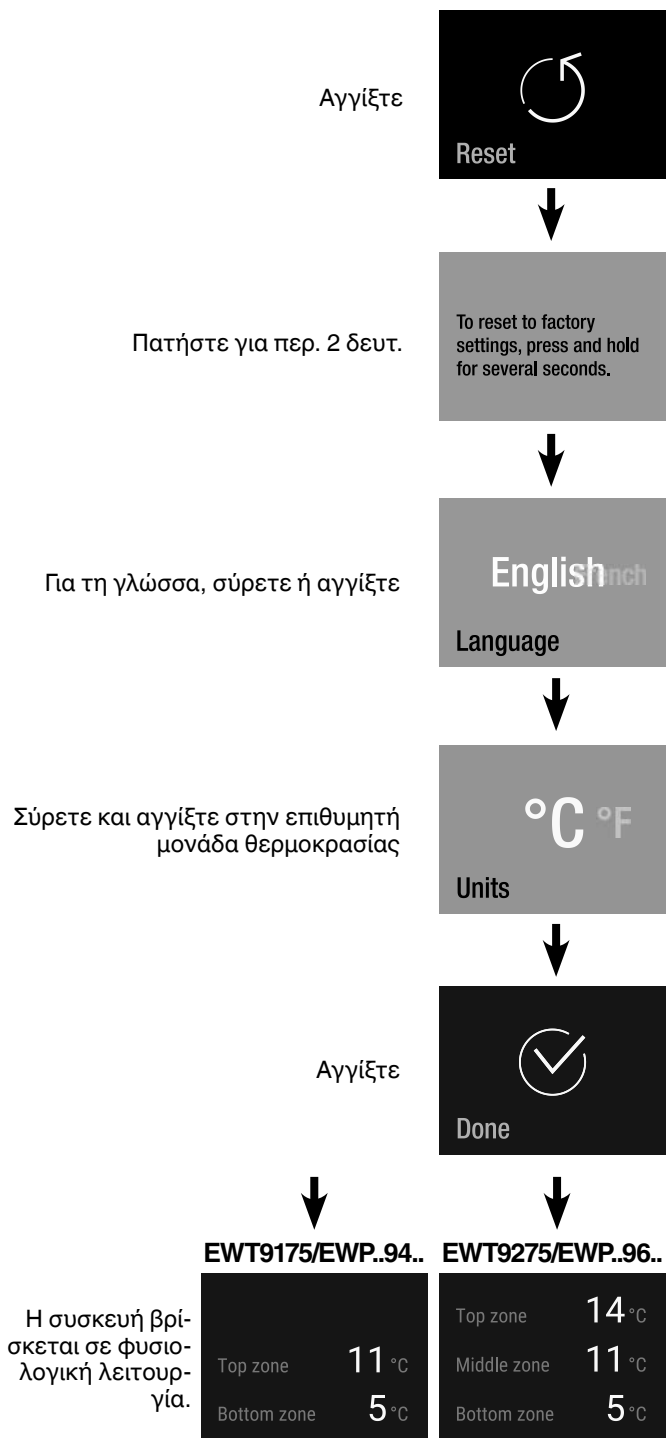 Αγγίξτε
Reset
Πατήστε για περ. 2 δευτ.
To reset to factory
settings, press and hold
for several seconds.
Για τη γλώσσα, σύρετε ή αγγίξτε
English French
Language
Σύρετε και αγγίξτε στην επιθυμητή
μονάδα θερμοκρασίας
°C °F
Units
Αγγίξτε
Done
EWT9175/EWP..94.. EWT9275/EWP..96..
Η συσκευή βρί-
σκεται σε φυσιο-
λογική λειτουρ-
γία.
Top zone 11 °C
Bottom zone 5 °C
Top zone 14 °C
Middle zone 11 °C
Bottom zone 5 °C